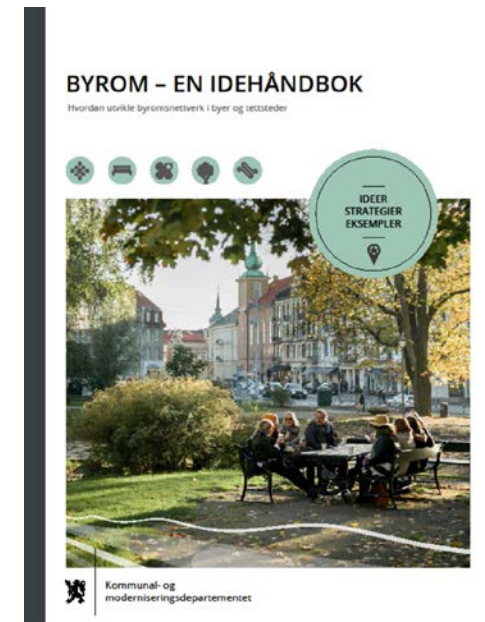 BYROM – EN IDEHÅNDBOK
Hvordan utvikle byromsnettverk i byer og tettsteder
IDEER
STRATEGIER
EKSEMPLER
Kommunal- og
moderniseringsdepartementet